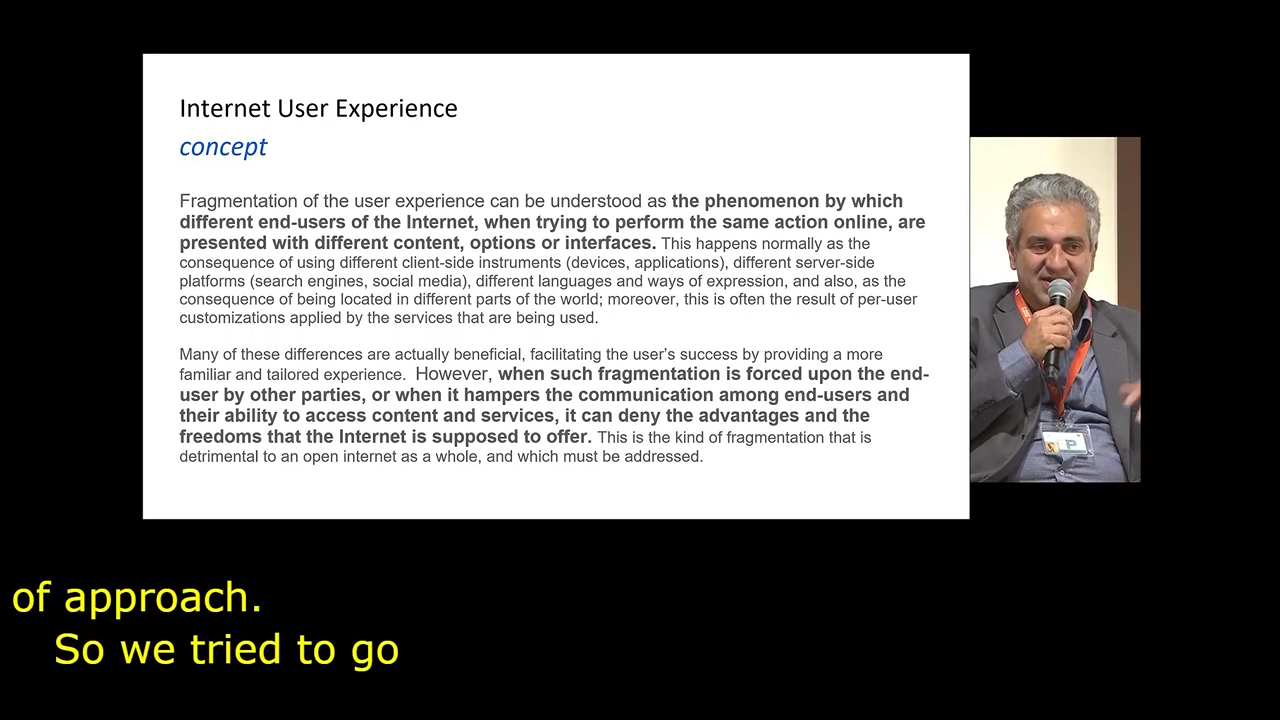 Internet User Experience
concept
Fragmentation of the user experience can be understood as the phenomenon by which
different end-users of the Internet, when trying to perform the same action online, are
presented with different content, options or interfaces. This happens normally as the
consequence of using different client-side instruments (devices, applications), different server-side
platforms (search engines, social media), different languages and ways of expression, and also, as the
consequence of being located in different parts of the world; moreover, this is often the result of per-user
customizations applied by the services that are being used.
Many of these differences are actually beneficial, facilitating the user's success by providing a more
familiar and tailored experience.  However, when such fragmentation is forced upon the end-
user by other parties, or when it hampers the communication among end-users and
their ability to access content and services, it can deny the advantages and the
freedoms that the Internet is supposed to offer. This is the kind of fragmentation that is
detrimental to an open internet as a whole, and which must be addressed.
P
of approach.
So we tried to go